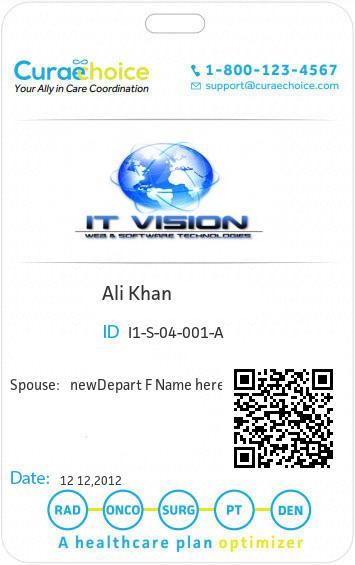 Curaechoice
Your Ally in Care Coordination
1-800-123-4567
support@curaechoice.com
IT VISION
WEB & SOFTWARE TECHNOLOGIES
Ali Khan
ID I1-S-04-001-A
Spouse: newDepart F Name here
Date: 12 12,2012
RAD ONCO SURG PT DEN
A healthcare plan optimizer